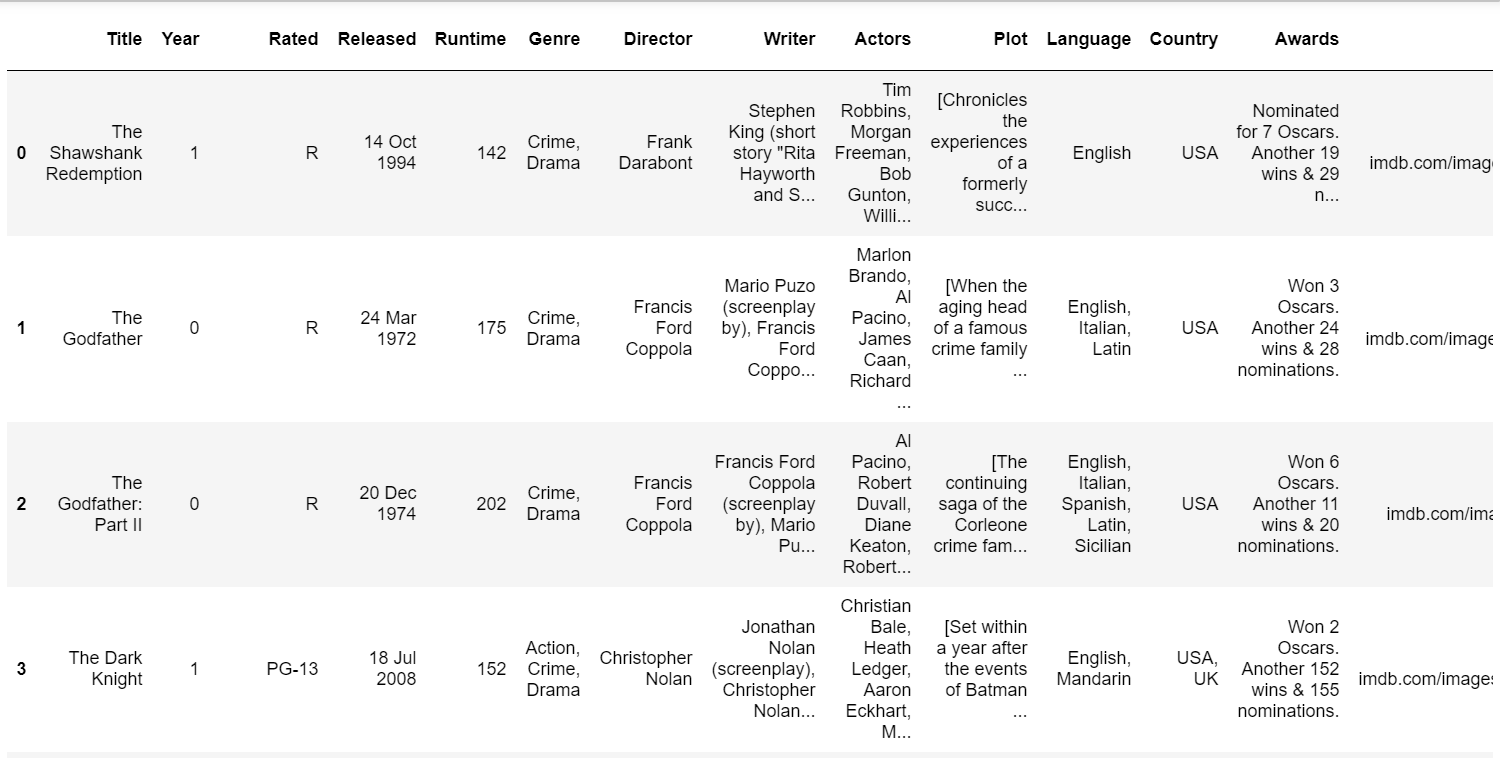 Title Year Rated Released Runtime Genre Director Writer Actors Plot Language Country Awards
0
The
Shawshank
Redemption
1
R
14 Oct
1994
142
Crime,
Drama
Frank
Darabont
Stephen
King (short
story "Rita
Hayworth
and S...
Tim
Robbins,
Morgan
Freeman,
Bob
Gunton,
Willi...
[Chronicles
the
experiences
of a
formerly
succ...
English
USA
Nominated
for 7 Oscars.
Another 19
wins & 29
n...
imdb.com/imag
1
The
Godfather
0
R
24 Mar
1972
175
Crime,
Drama
Francis
Ford
Coppola
Mario Puzo
(screenplay
by), Francis
Ford
Coppo...
Marlon
Brando,
Al
Pacino,
James
Caan,
Richard
...
[When the
aging head
of a famous
crime family
...
English,
Italian,
Latin
USA
Won 3
Oscars.
Another 24
wins & 28
nominations.
imdb.com/image
2
The
Godfather:
Part II
0
R
20 Dec
1974
202
Crime,
Drama
Francis
Ford
Coppola
Francis Ford
Coppola
(screenplay
by), Mario
Pu...
Al
Pacino,
Robert
Duvall,
Diane
Keaton,
Robert...
[The
continuing
saga of the
Corleone
crime fam...
English,
Italian,
Spanish,
Latin,
Sicilian
USA
Won 6
Oscars.
Another 11
wins & 20
nominations.
imdb.com/ima
3
The Dark
Knight
1
PG-13
18 Jul
2008
152
Action,
Crime,
Drama
Christopher
Nolan
Jonathan
Nolan
(screenplay),
Christopher
Nolan...
Christian
Bale,
Heath
Ledger,
Aaron
Eckhart,
M...
[Set within
a year after
the events
of Batman
...
English,
Mandarin
USA,
UK
Won 2
Oscars.
Another 152
wins & 155
nominations.
imdb.com/images